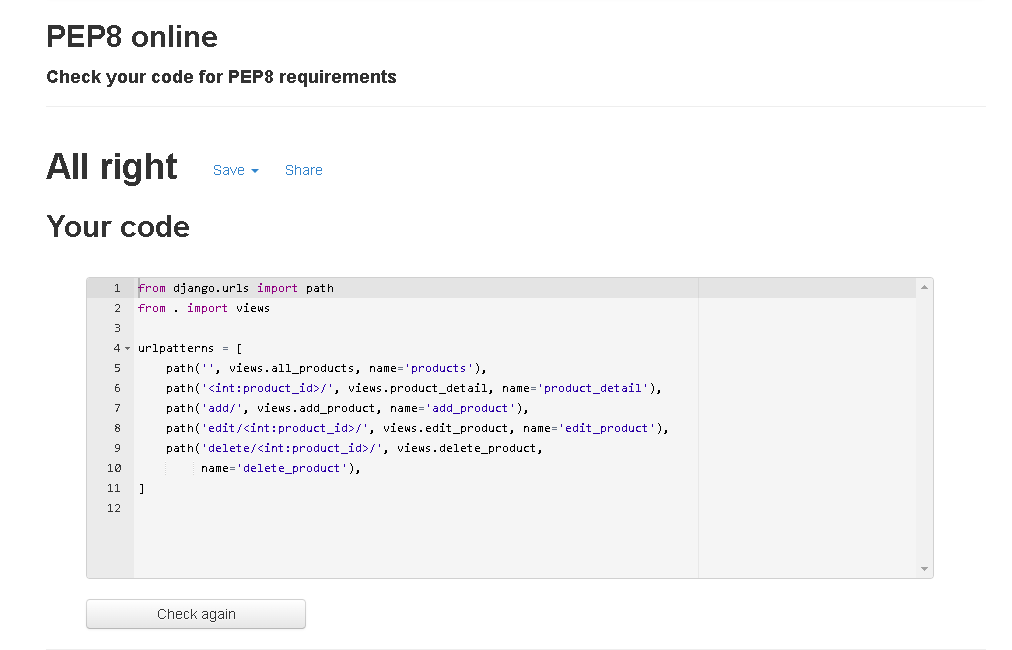 PEP8 online
Check your code for PEP8 requirements
All right Save Share
Your code
1 from django.urls import path
2 from . import views
3
4 urlpatterns = [
5     path('', views.all_products, name='products'),
6     path('<int:product_id>/', views.product_detail, name='product_detail'),
7     path('add/', views.add_product, name='add_product'),
8     path('edit/<int:product_id>/', views.edit_product, name='edit_product'),
9     path('delete/<int:product_id>/', views.delete_product,
10          name='delete_product'),
11 ]
12
Check again